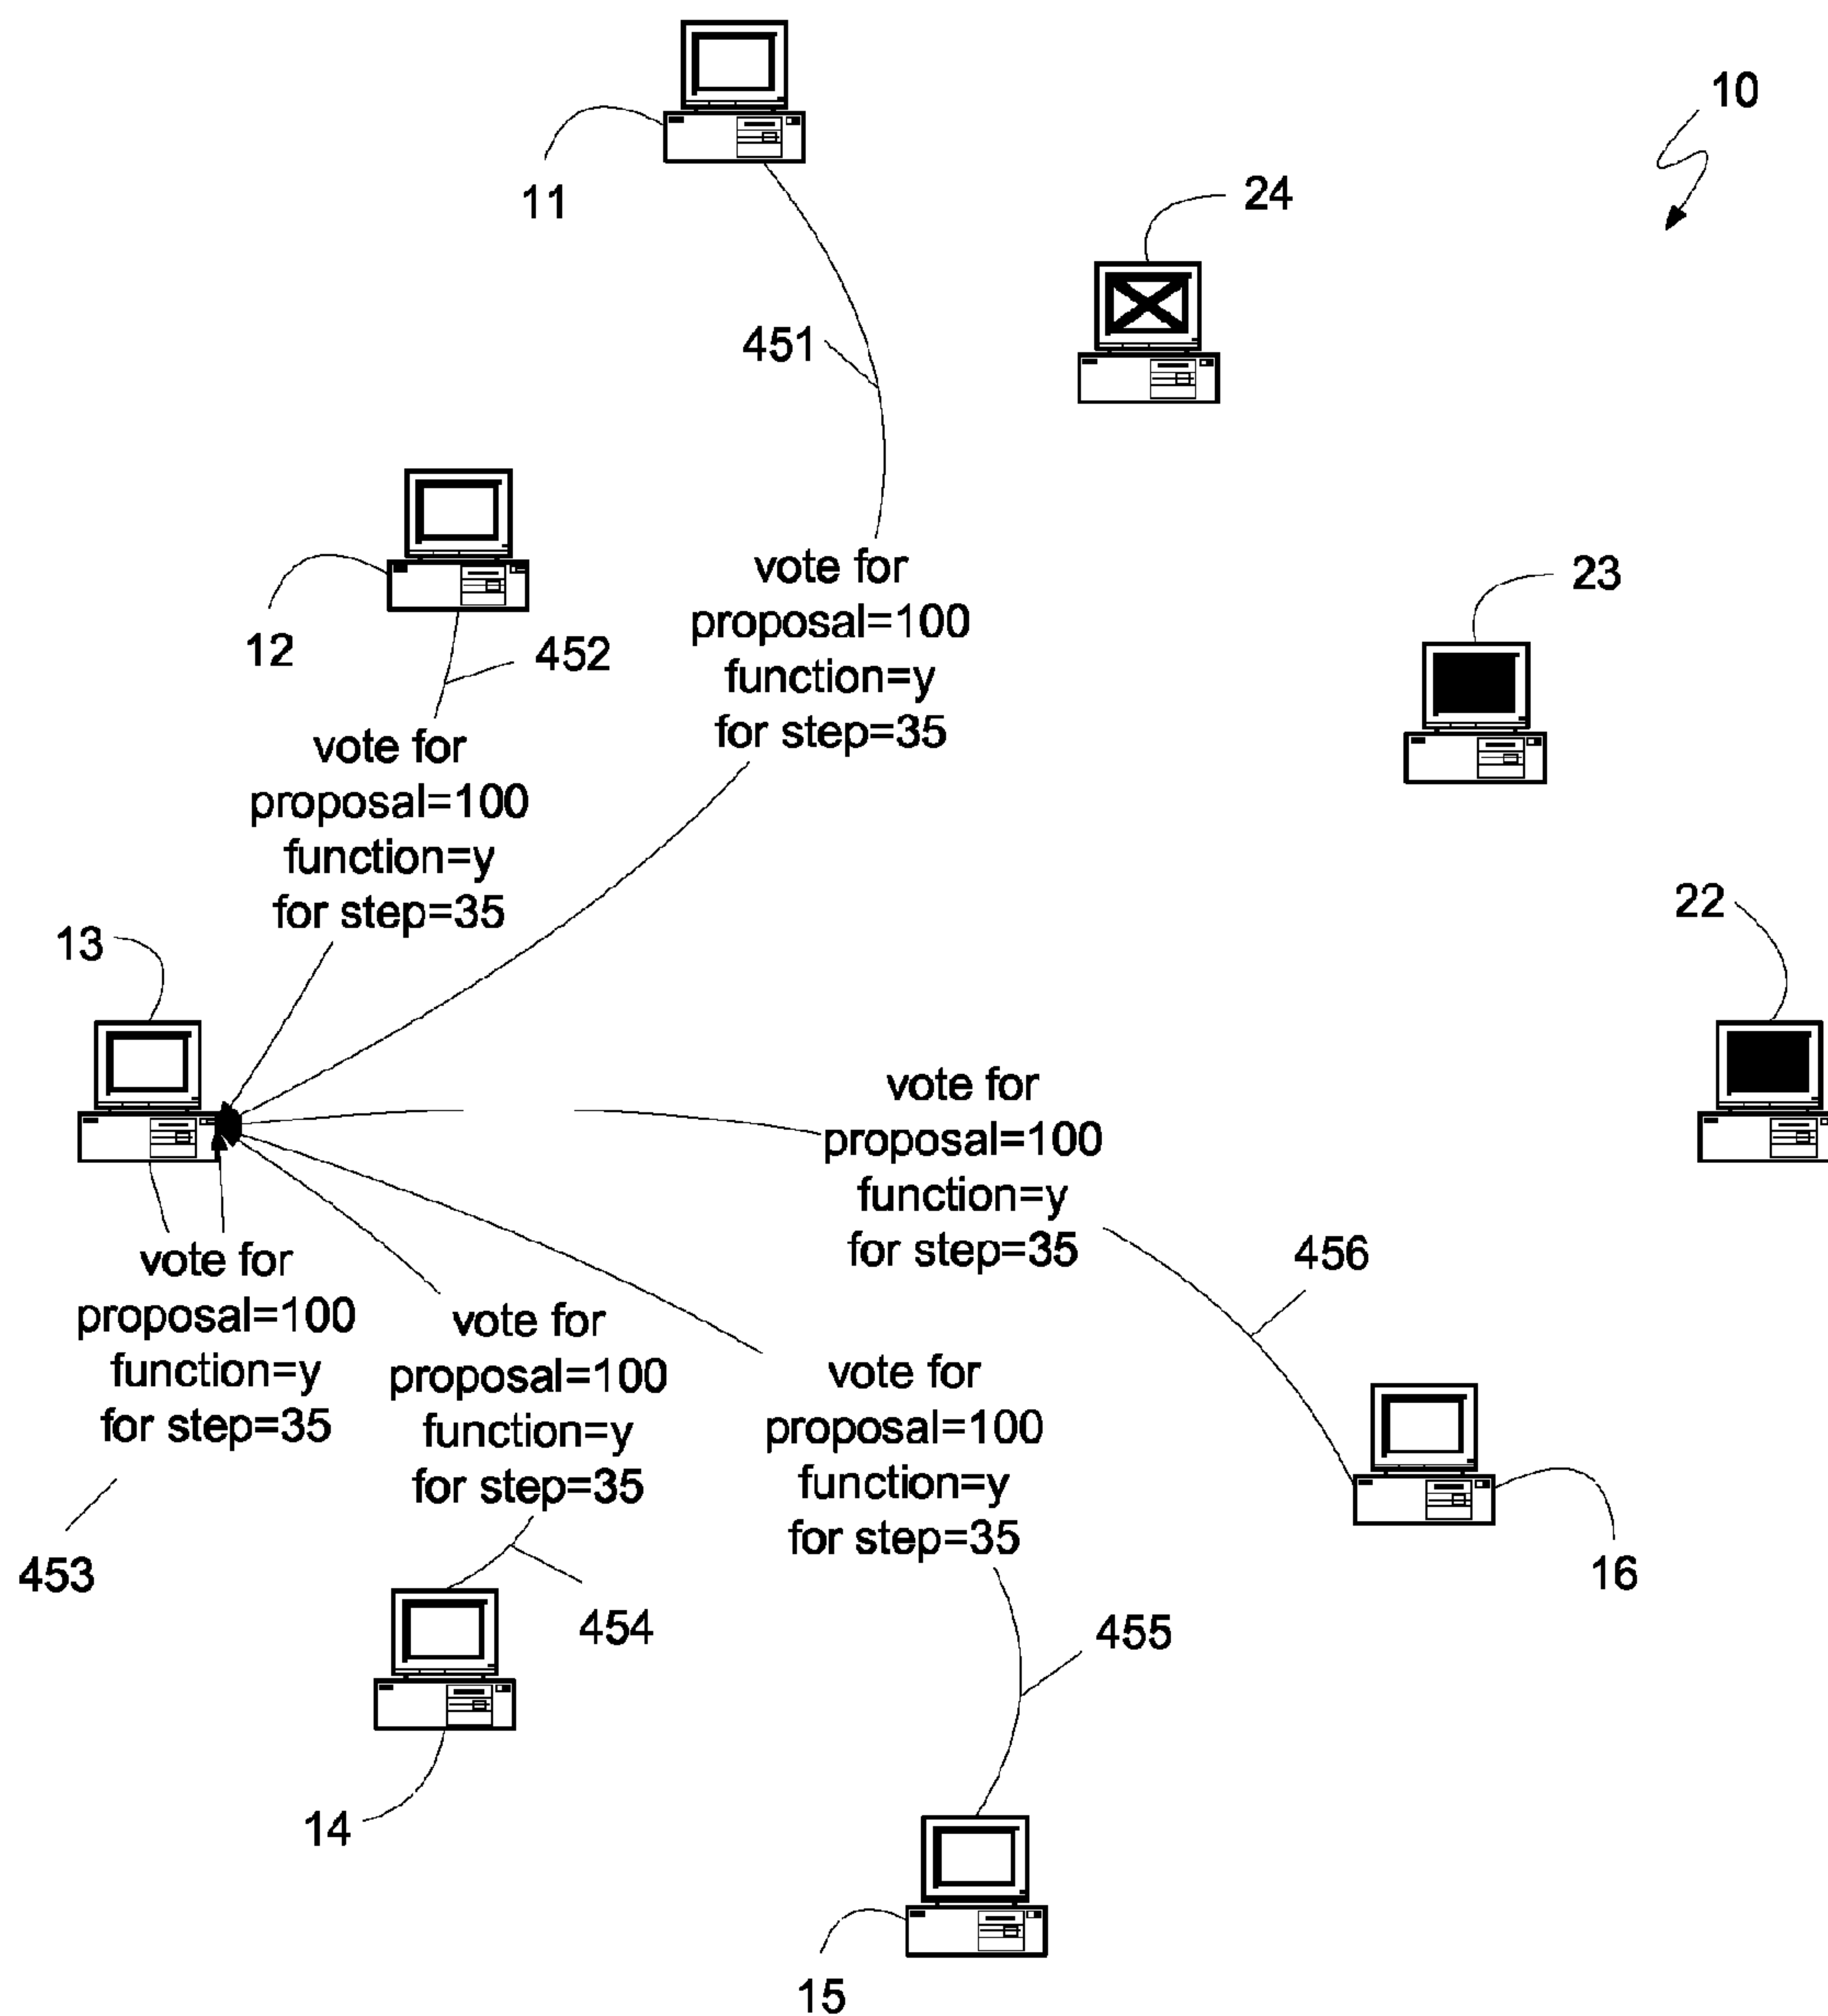 10
11
24
451
vote for
proposal=100
function=y
for step=35
23
12
452
vote for
proposal=100
function=y
for step=35
22
13
vote for
proposal=100
function=y
for step=35
456
vote for
proposal=100
function=y
for step=35
453
vote for
proposal=100
function=y
for step=35
454
vote for
proposal=100
function=y
for step=35
455
16
14
15